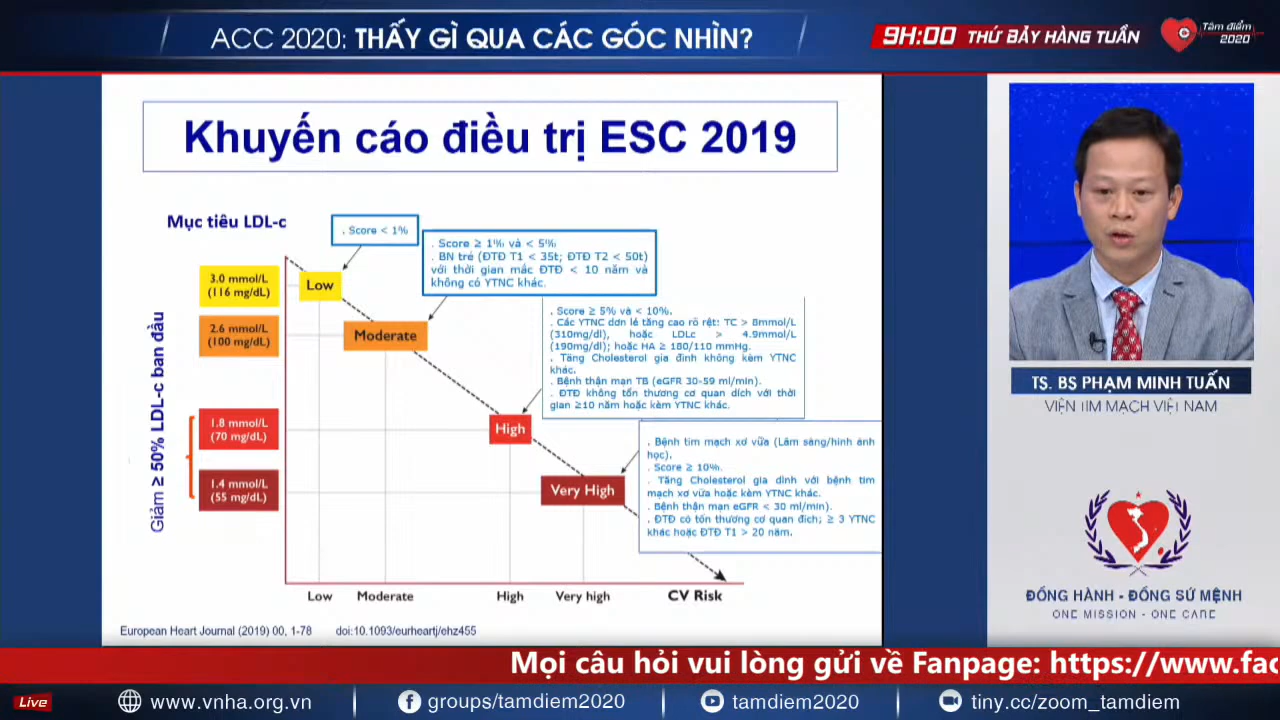 ACC 2020: THẤY GÌ QUA CÁC GÓC NHÌN?
9H:00 THỨ BẢY HÀNG TUẦN
Tâm điểm
2020
Khuyến cáo điều trị ESC 2019
Mục tiêu LDL-c
. Score < 1%
. Score ≥ 1% và < 5%
. BN trẻ (ĐTĐ T1 < 35t; ĐTĐ T2 < 50t)
với thời gian mắc ĐTĐ < 10 năm và
không có YTNC khác.
3.0 mmol/L
(116 mg/dL)
Low
2.6 mmol/L
(100 mg/dL)
Moderate
. Score ≥ 5% và < 10%.
. Các YTNC đơn lẻ tăng cao rõ rệt: TC > 8mmol/L
(310mg/dl), hoặc LDLc > 4.9mmol/L
(190mg/dl); hoặc HA ≥ 180/110 mmHg.
. Tăng Cholesterol gia đình không kèm YTNC
khác.
. Bệnh thận mạn TB (eGFR 30-59 ml/min).
. ĐTĐ không tổn thương cơ quan dích với thời
gian ≥10 năm hoặc kèm YTNC khác.
Giảm ≥ 50% LDL-c ban đầu
1.8 mmol/L
(70 mg/dL)
High
1.4 mmol/L
(55 mg/dL)
Very High
. Bệnh tim mạch xơ vữa (Lâm sàng/hình ảnh
học).
. Score ≥ 10%.
. Tăng Cholesterol gia dình với bệnh tim
mạch xơ vữa hoặc kèm YTNC khác.
. Bệnh thận mạn eGFR < 30 ml/min).
. ĐTĐ có tổn thương cơ quan đích; ≥ 3 YTNC
khác hoặc ĐTĐ T1 > 20 năm.
Low
Moderate
High
Very high
CV Risk
European Heart Journal (2019) 00, 1-78 doi:10.1093/eurheartj/ehz455
TS. BS PHẠM MINH TUẤN
VIỆN TIM MẠCH VIỆT NAM
ĐỒNG HÀNH - ĐỒNG SỨ MỆNH
ONE MISSION - ONE CARE
Mọi câu hỏi vui lòng gửi về Fanpage: https://www.fac
Live
www.vnha.org.vn
groups/tamdiem2020
tamdiem2020
tiny.cc/zoom_tamdiem